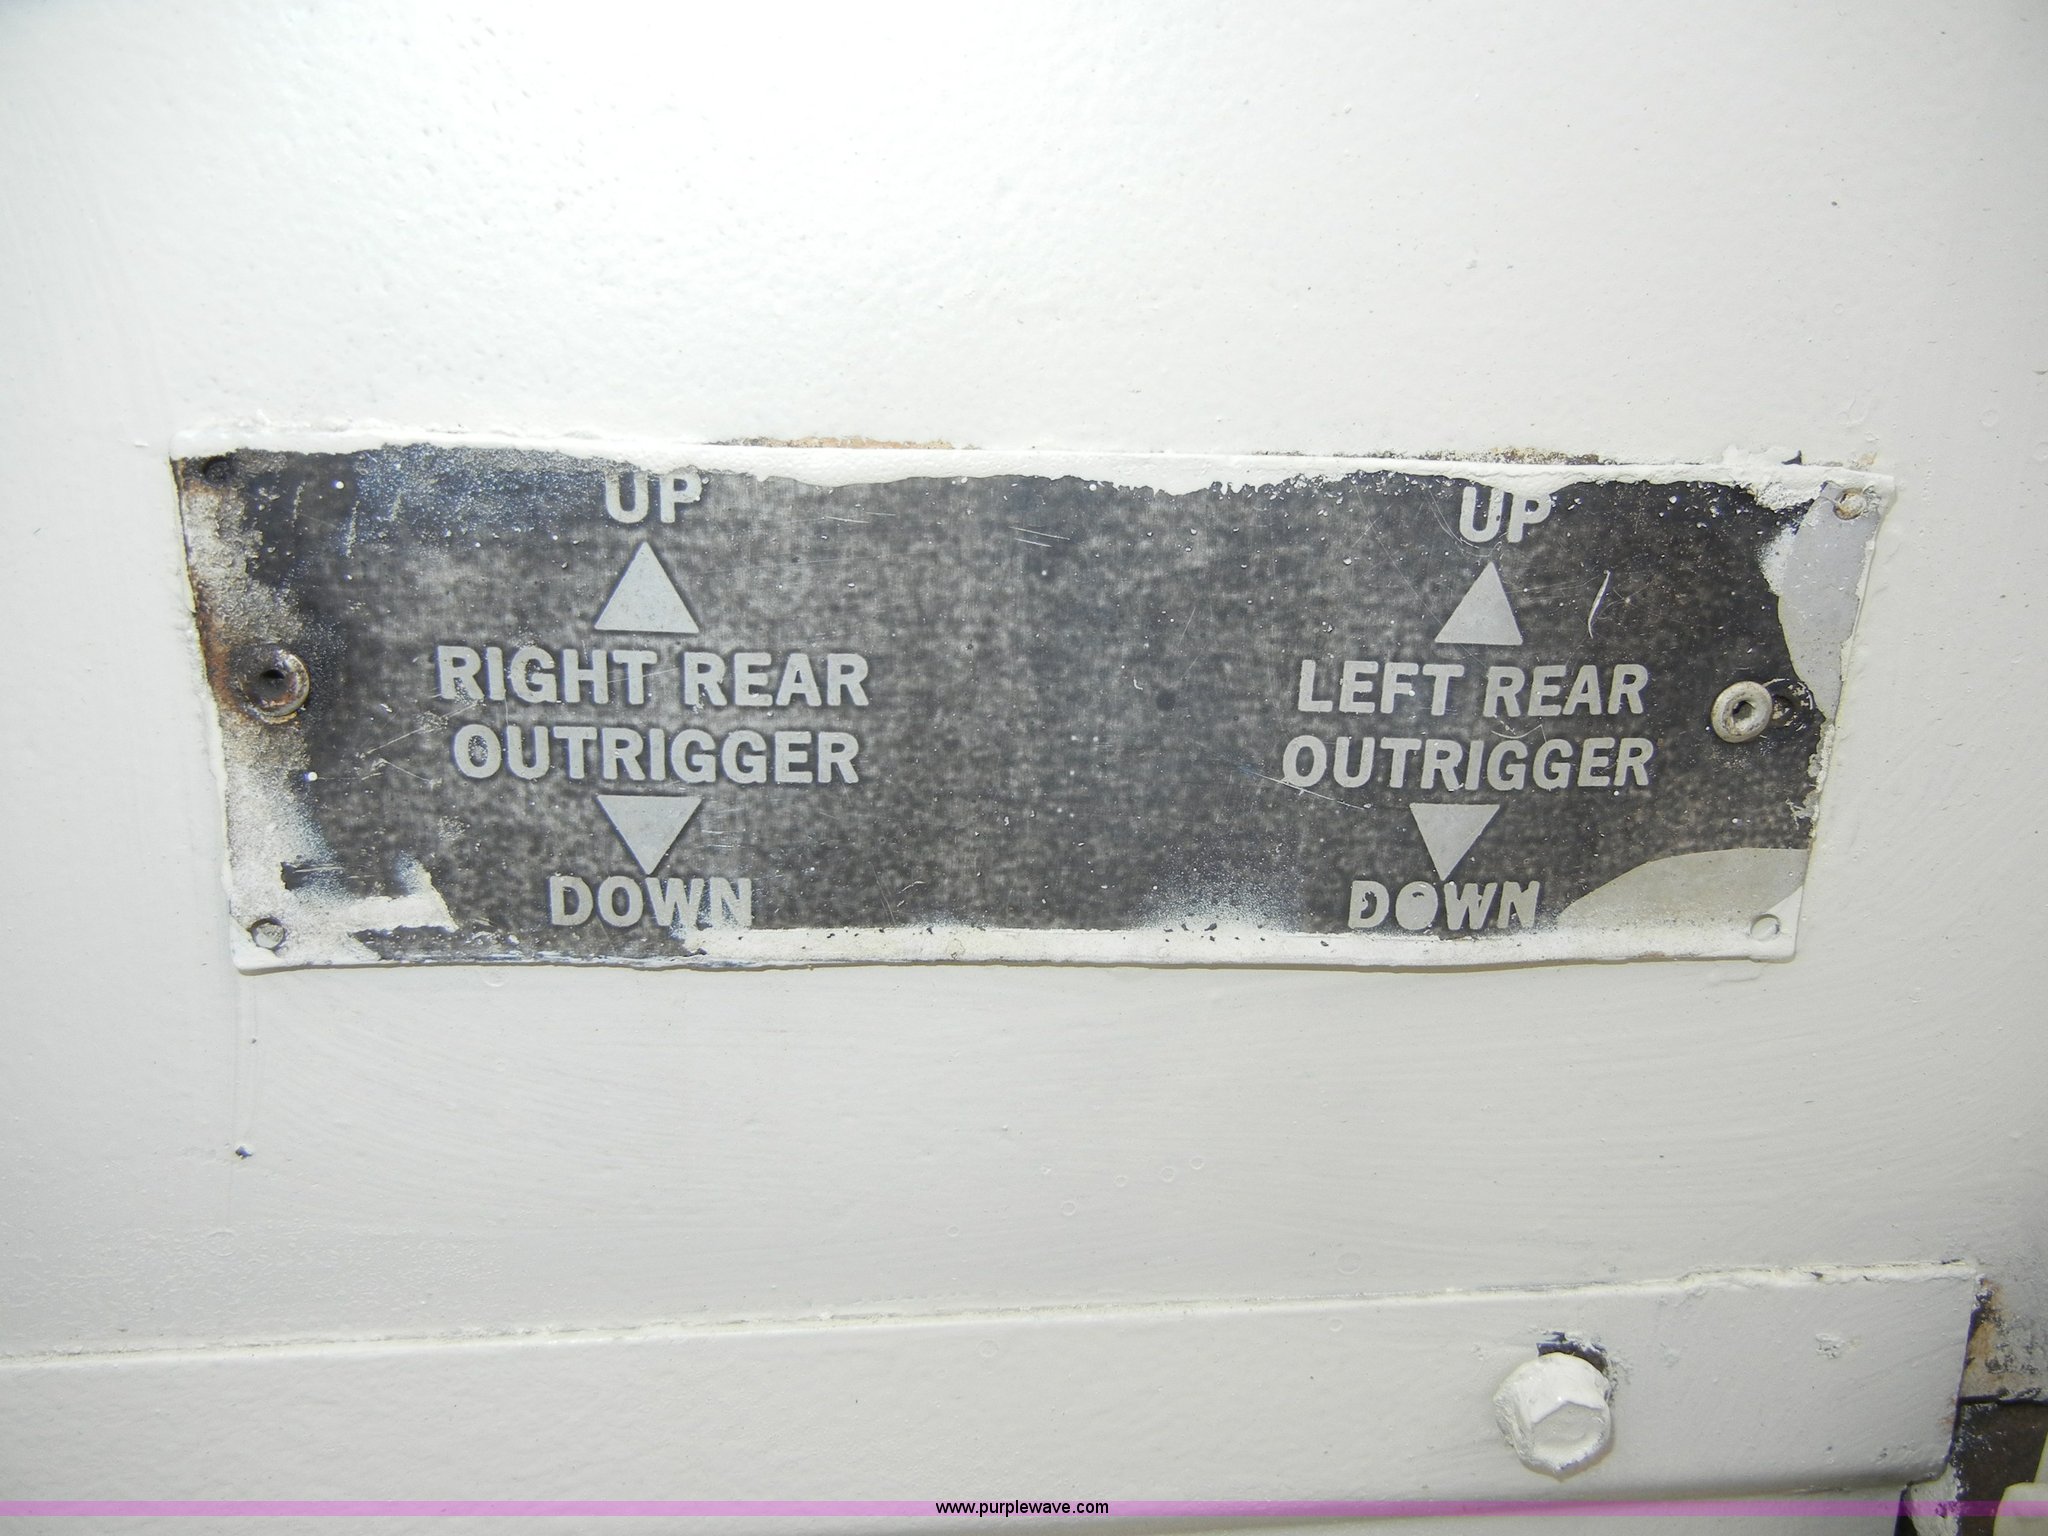 UP
RIGHT REAR
OUTRIGGER
DOWN
UP
LEFT REAR
OUTRIGGER
DOWN
www.purplewave.com